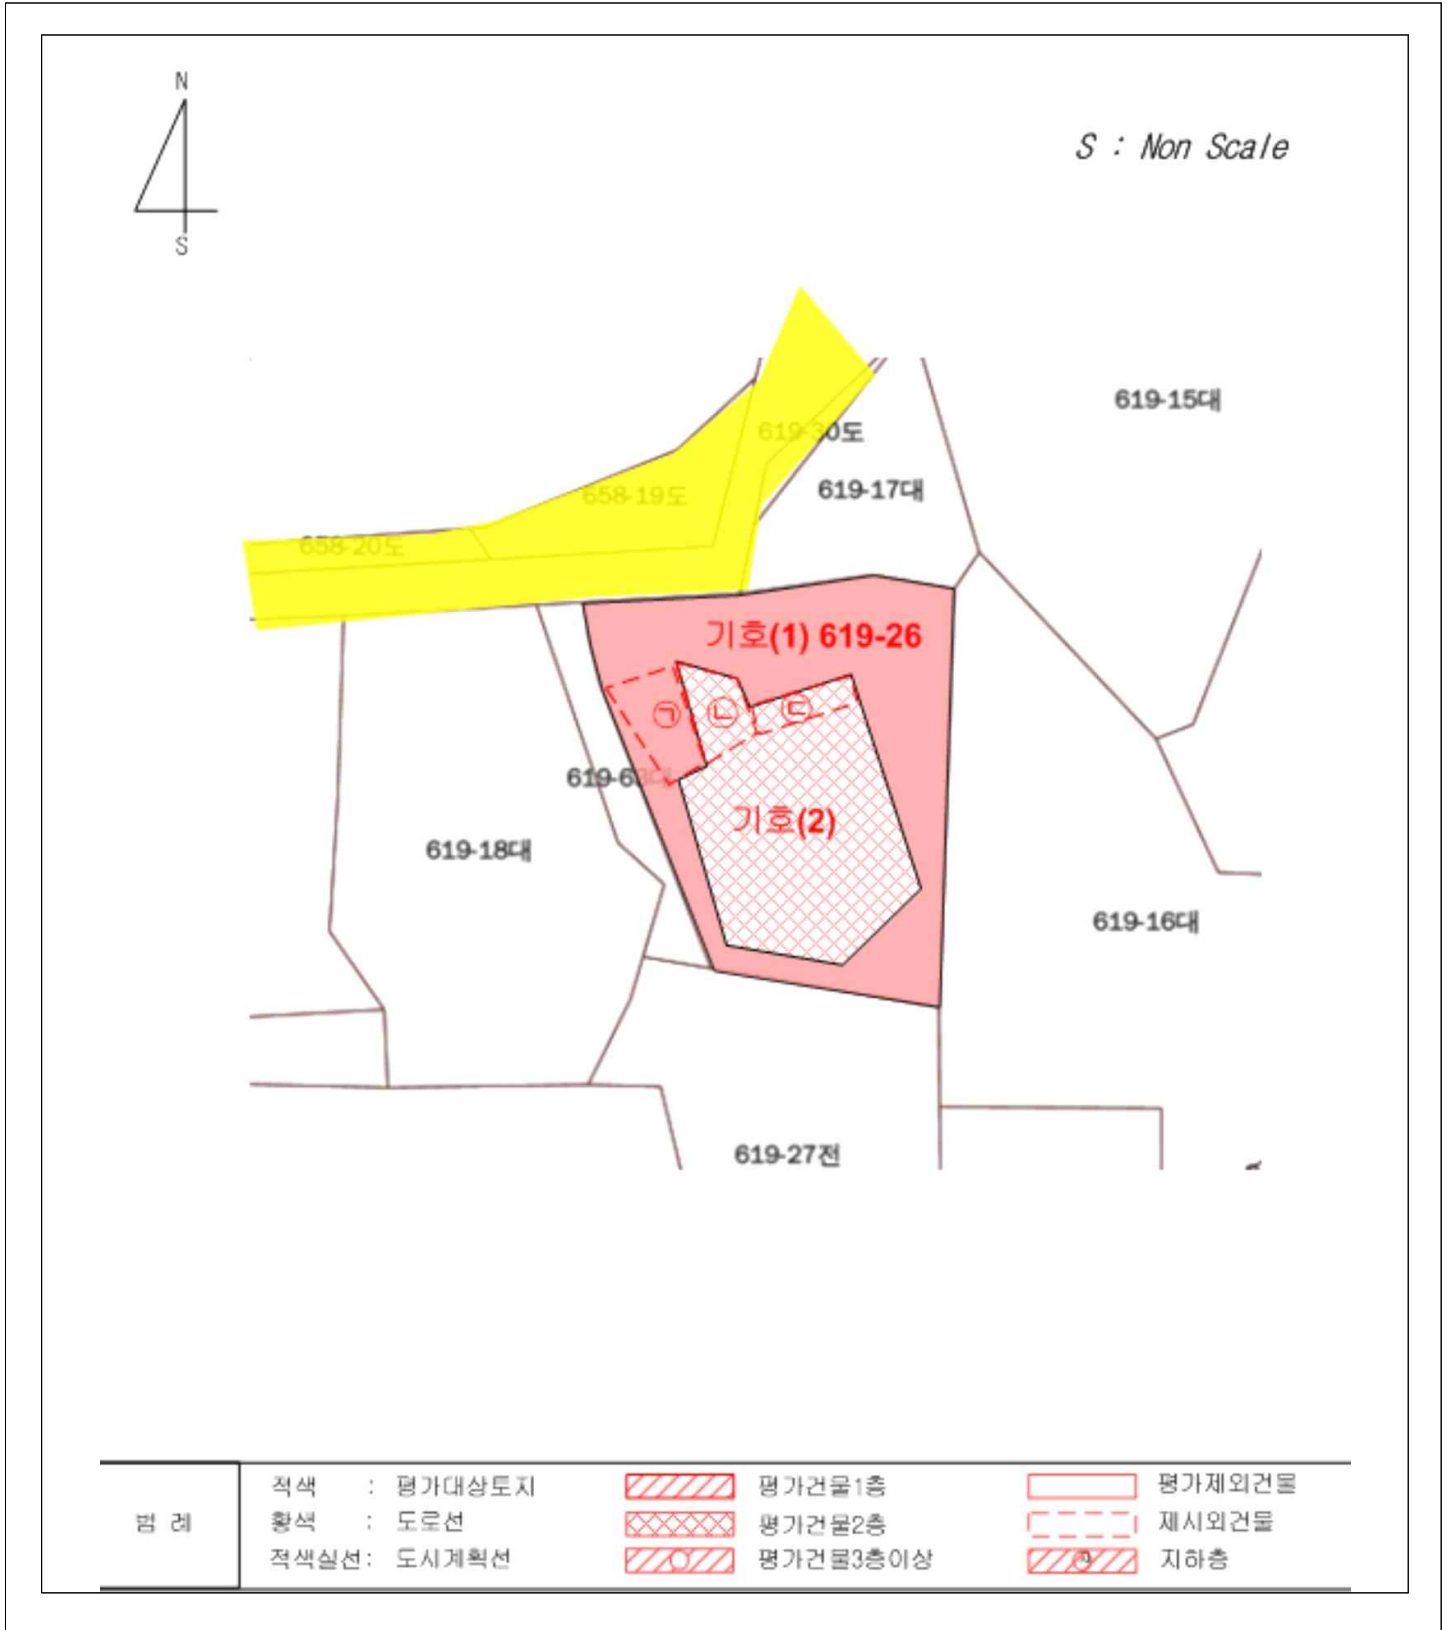 N
S
S : Non Scale
619-15대
619-30도
619-17대
658-19도
658-20도
기호(1) 619-26
㉠ ㉡ ㉢
619-63대
기호(2)
619-18대
619-16대
619-27전
범 례
적색 : 평가대상토지
황색 : 도로선
적색실선: 도시계획선
평가건물1층
평가건물2층
평가건물3층이상
평가제외건물
제시외건물
지하층